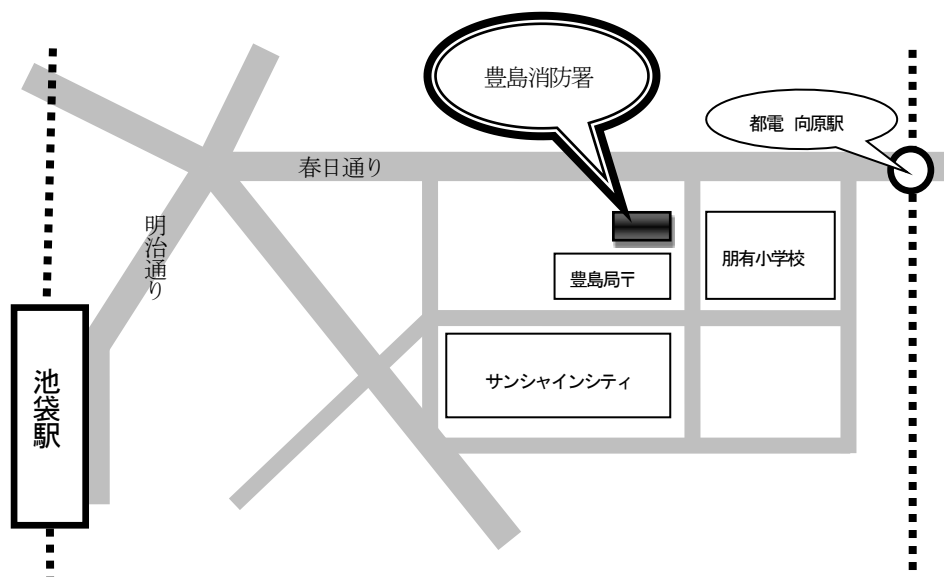 豊島消防署
都電 向原駅
春日通り
明治通り
朋有小学校
豊島局〒
サンシャインシティ
池袋駅